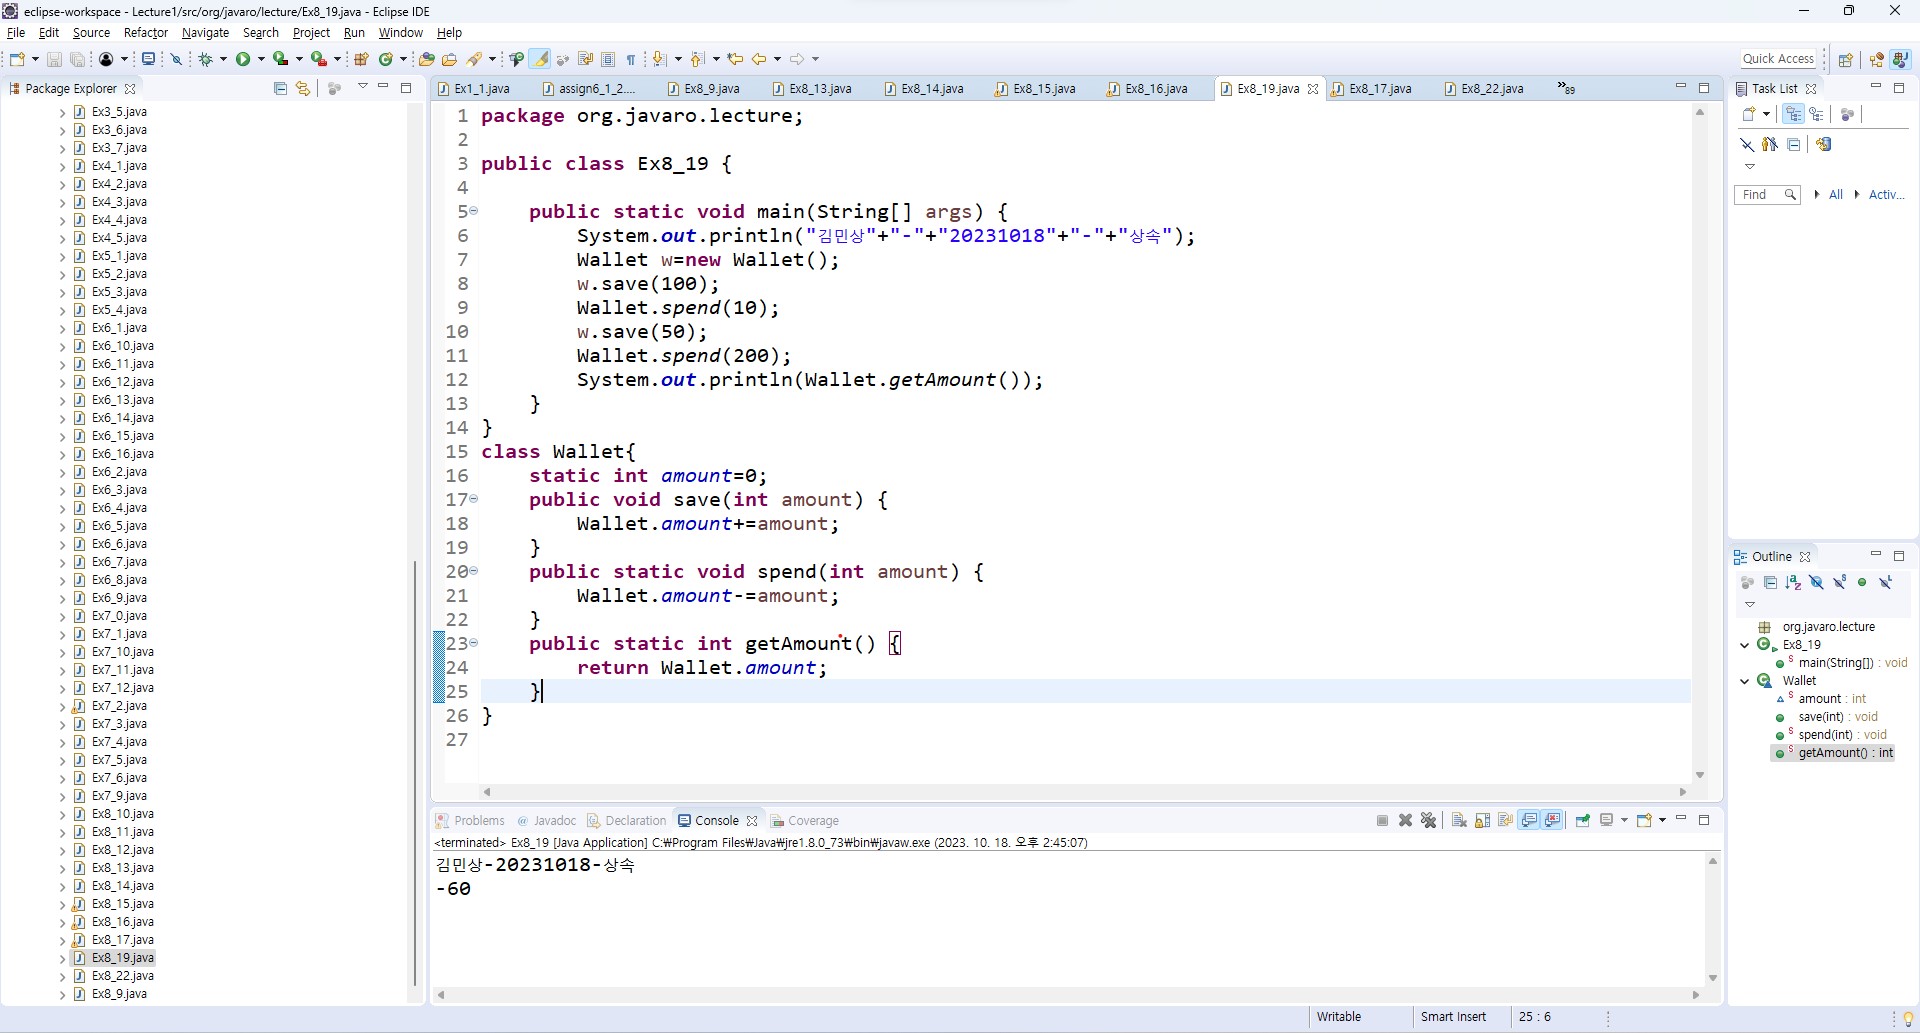 eclipse-workspace - Lecture1/src/org/javaro/lecture/Ex8_19.java - Eclipse IDE
File Edit Source Refactor Navigate Search Project Run Window Help
Quick Access
Package Explorer
Ex3_5.java
Ex3_6.java
Ex3_7.java
Ex4_1.java
Ex4_2.java
Ex4_3.java
Ex4_4.java
Ex4_5.java
Ex5_1.java
Ex5_2.java
Ex5_3.java
Ex5_4.java
Ex6_1.java
Ex6_10.java
Ex6_11.java
Ex6_12.java
Ex6_13.java
Ex6_14.java
Ex6_15.java
Ex6_16.java
Ex6_2.java
Ex6_3.java
Ex6_4.java
Ex6_5.java
Ex6_6.java
Ex6_7.java
Ex6_8.java
Ex6_9.java
Ex7_0.java
Ex7_1.java
Ex7_10.java
Ex7_11.java
Ex7_12.java
Ex7_2.java
Ex7_3.java
Ex7_4.java
Ex7_5.java
Ex7_6.java
Ex7_9.java
Ex8_10.java
Ex8_11.java
Ex8_12.java
Ex8_13.java
Ex8_14.java
Ex8_15.java
Ex8_16.java
Ex8_17.java
Ex8_19.java
Ex8_22.java
Ex8_9.java
Ex1_1.java assign6_1_2.... Ex8_9.java Ex8_13.java Ex8_14.java Ex8_15.java Ex8_16.java Ex8_19.java Ex8_17.java Ex8_22.java »89
1 package org.javaro.lecture;
2
3 public class Ex8_19 {
4
5     public static void main(String[] args) {
6         System.out.println("김민상"+"-"+"20231018"+"-"+"상속");
7         Wallet w=new Wallet();
8         w.save(100);
9         Wallet.spend(10);
10         w.save(50);
11         Wallet.spend(200);
12         System.out.println(Wallet.getAmount());
13     }
14 }
15 class Wallet{
16     static int amount=0;
17     public void save(int amount) {
18         Wallet.amount+=amount;
19     }
20     public static void spend(int amount) {
21         Wallet.amount-=amount;
22     }
23     public static int getAmount() {
24         return Wallet.amount;
25     }
26 }
27
Problems @ Javadoc Declaration Console Coverage
<terminated> Ex8_19 [Java Application] C:₩Program Files₩Java₩jre1.8.0_73₩bin₩javaw.exe (2023. 10. 18. 오후 2:45:07)
김민상-20231018-상속
-60
Task List
Find All Activ...
Outline
org.javaro.lecture
Ex8_19
main(String[]) : void
Wallet
amount : int
save(int) : void
spend(int) : void
getAmount() : int
Writable Smart Insert 25 : 6